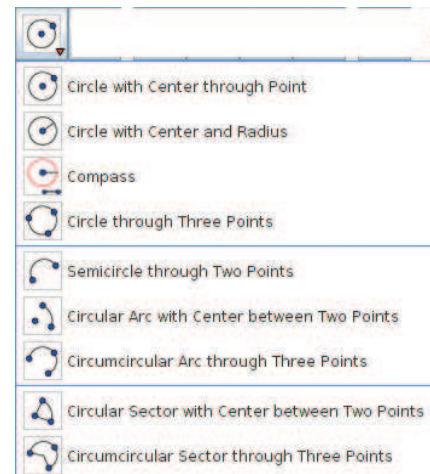 Circle with Center through Point
Circle with Center and Radius
Compass
Circle through Three Points
Semicircle through Two Points
Circular Arc with Center between Two Points
Circumcircular Arc through Three Points
Circular Sector with Center between Two Points
Circumcircular Sector through Three Points